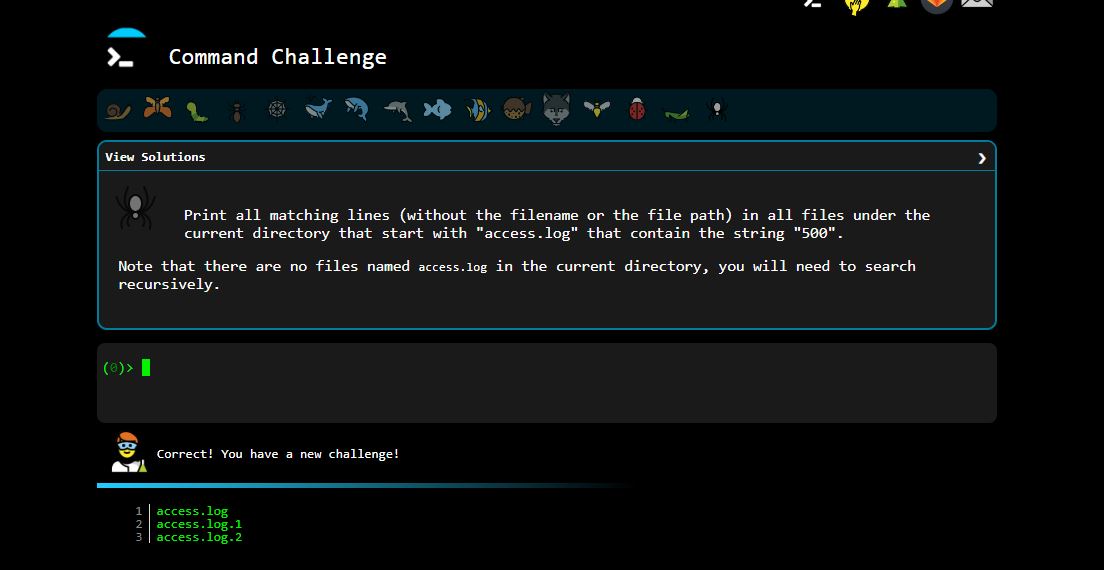 Command Challenge
View Solutions
Print all matching lines (without the filename or the file path) in all files under the
current directory that start with "access.log" that contain the string "500".
Note that there are no files named access.log in the current directory, you will need to search
recursively.
(0)>
Correct! You have a new challenge!
1 access.log
2 access.log.1
3 access.log.2